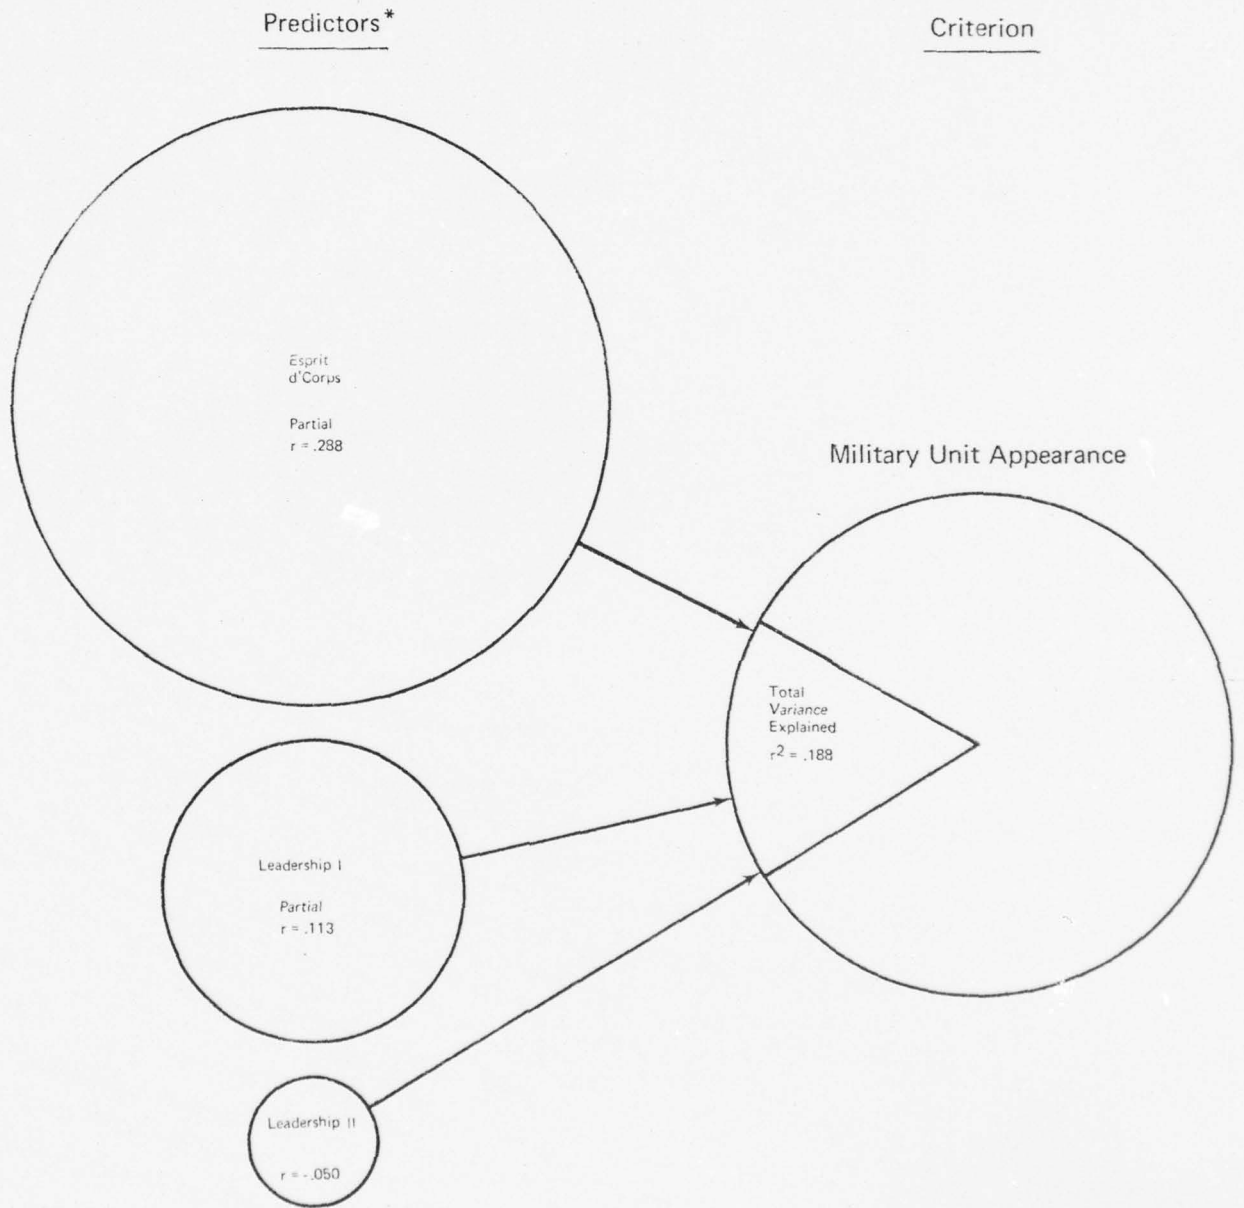 Predictors*
Criterion
Esprit
d'Corps
Partial
r = .288
Military Unit Appearance
Total
Variance
Explained
r² = .188
Leadership I
Partial
r = .113
Leadership II
r = -.050